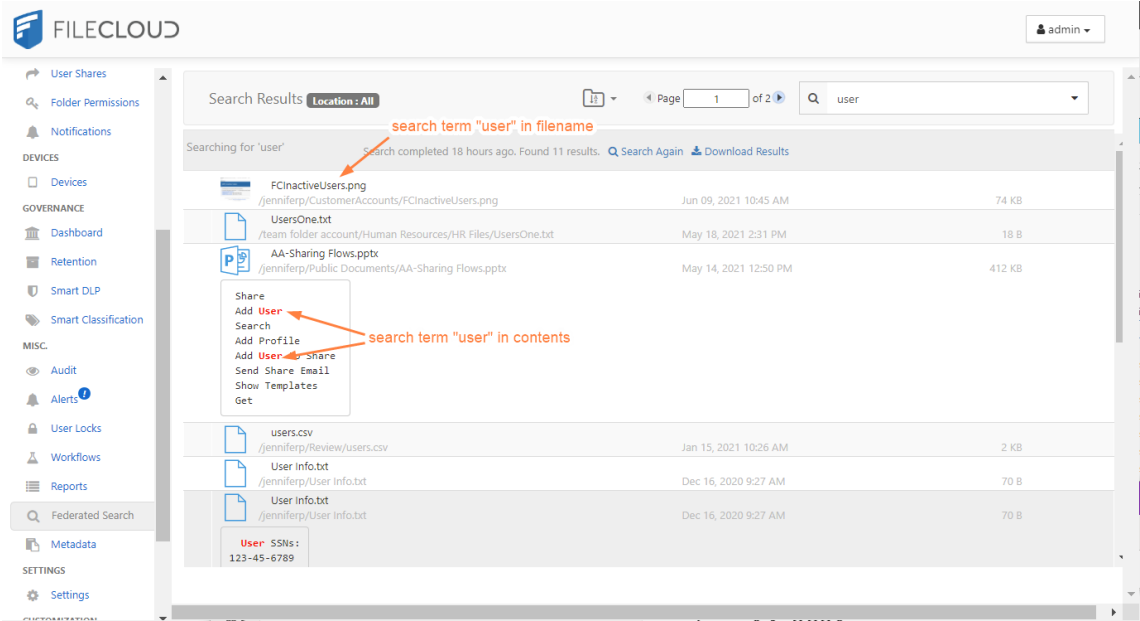 FILECLOUD
admin
User Shares
Folder Permissions
Notifications
DEVICES
Devices
GOVERNANCE
Dashboard
Retention
Smart DLP
Smart Classification
MISC.
Audit
Alerts
User Locks
Workflows
Reports
Federated Search
Metadata
SETTINGS
Settings
CUSTOMIZATION
Search Results Location : All
Page 1 of 2
user
search term "user" in filename
Searching for 'user'
Search completed 18 hours ago. Found 11 results. Search Again Download Results
FCInactiveUsers.png
/jenniferp/CustomerAccounts/FCInactiveUsers.png Jun 09, 2021 10:45 AM 74 KB
UsersOne.txt
/team folder account/Human Resources/HR Files/UsersOne.txt May 18, 2021 2:31 PM 18 B
AA-Sharing Flows.pptx
/jenniferp/Public Documents/AA-Sharing Flows.pptx May 14, 2021 12:50 PM 412 KB
Share
Add User
Search
Add Profile
Add User to Share
Send Share Email
Show Templates
Get
search term "user" in contents
users.csv
/jenniferp/Review/users.csv Jan 15, 2021 10:26 AM 2 KB
User Info.txt
/jenniferp/User Info.txt Dec 16, 2020 9:27 AM 70 B
User Info.txt
/jenniferp/User Info.txt Dec 16, 2020 9:27 AM 70 B
User SSNs:
123-45-6789